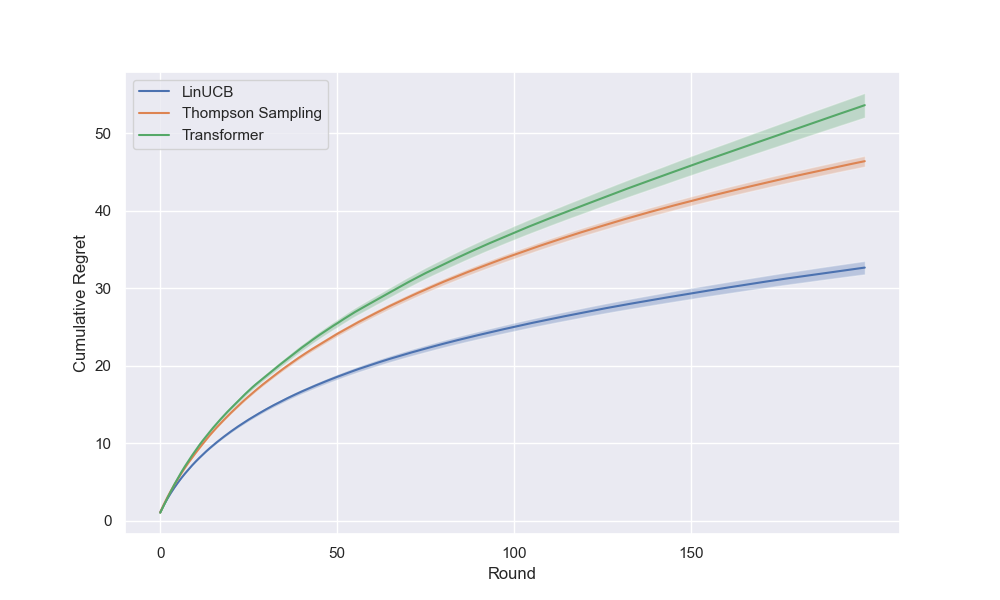 LinUCB
Thompson Sampling
Transformer
50
40
30
20
10
0
Cumulative Regret
0 50 100 150
Round